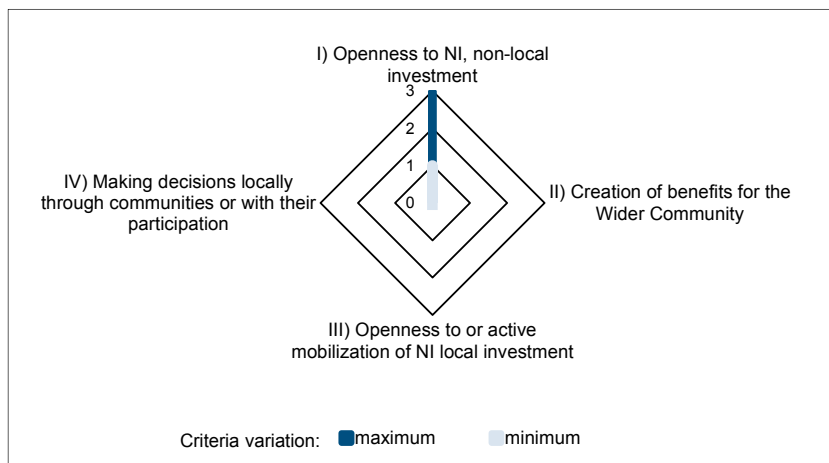 I) Openness to NI, non-local
investment
3
2
1
0
IV) Making decisions locally
through communities or with their
participation
II) Creation of benefits for the
Wider Community
III) Openness to or active
mobilization of NI local investment
Criteria variation: maximum minimum